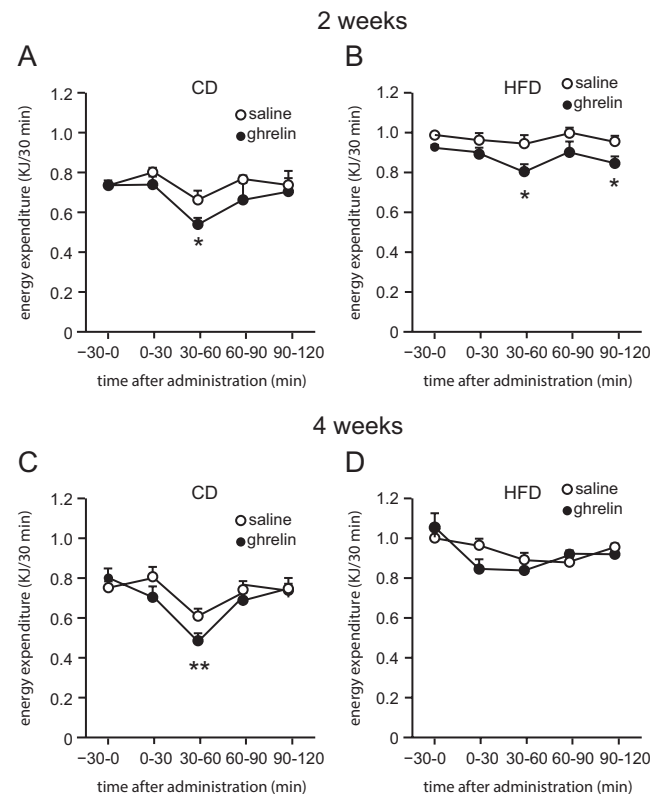 2 weeks
A
CD
saline
ghrelin
energy expenditure (KJ/30 min)
1.2
1.0
0.8
0.6
0.4
0.2
0
*
−30-0 0-30 30-60 60-90 90-120
time after administration (min)
B
HFD
saline
ghrelin
energy expenditure (KJ/30 min)
1.2
1.0
0.8
0.6
0.4
0.2
0
* *
−30-0 0-30 30-60 60-90 90-120
time after administration (min)
4 weeks
C
CD
saline
ghrelin
energy expenditure (KJ/30 min)
1.2
1.0
0.8
0.6
0.4
0.2
0
**
−30-0 0-30 30-60 60-90 90-120
time after administration (min)
D
HFD
saline
ghrelin
energy expenditure (KJ/30 min)
1.2
1.0
0.8
0.6
0.4
0.2
0
−30-0 0-30 30-60 60-90 90-120
time after administration (min)